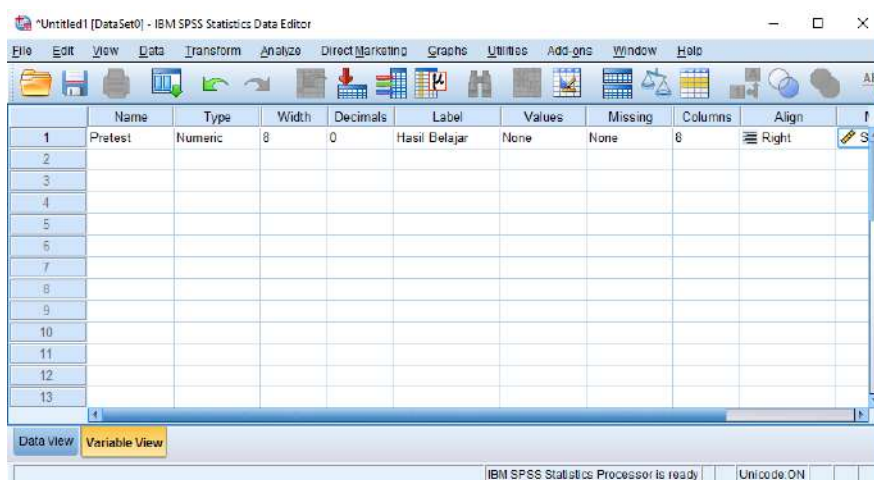 *Untitled1 [DataSet0] - IBM SPSS Statistics Data Editor
File Edit View Data Transform Analyze Direct Marketing Graphs Utilities Add-ons Window Help
Name Type Width Decimals Label Values Missing Columns Align
1 Pretest Numeric 8 0 Hasil Belajar None None 8 Right S
2
3
4
5
6
7
8
9
10
11
12
13
Data View Variable View
IBM SPSS Statistics Processor is ready Unicode:ON